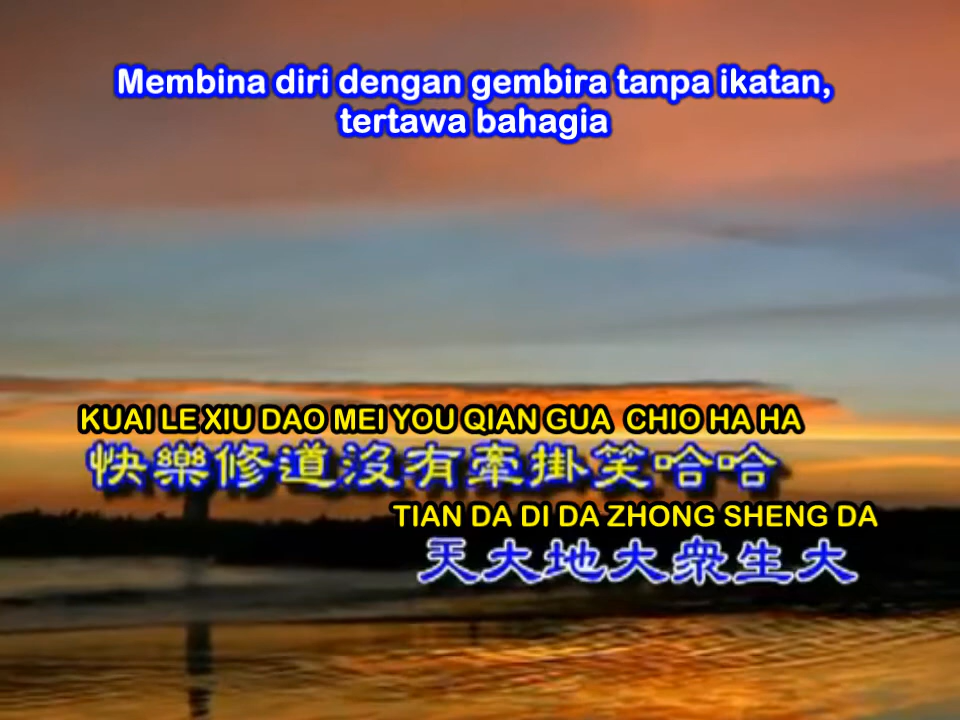 Membina diri dengan gembira tanpa ikatan,
tertawa bahagia
KUAI LE XIU DAO MEI YOU QIAN GUA CHIO HA HA
快樂修道沒有牽掛笑哈哈
TIAN DA DI DA ZHONG SHENG DA
天大地大衆生大